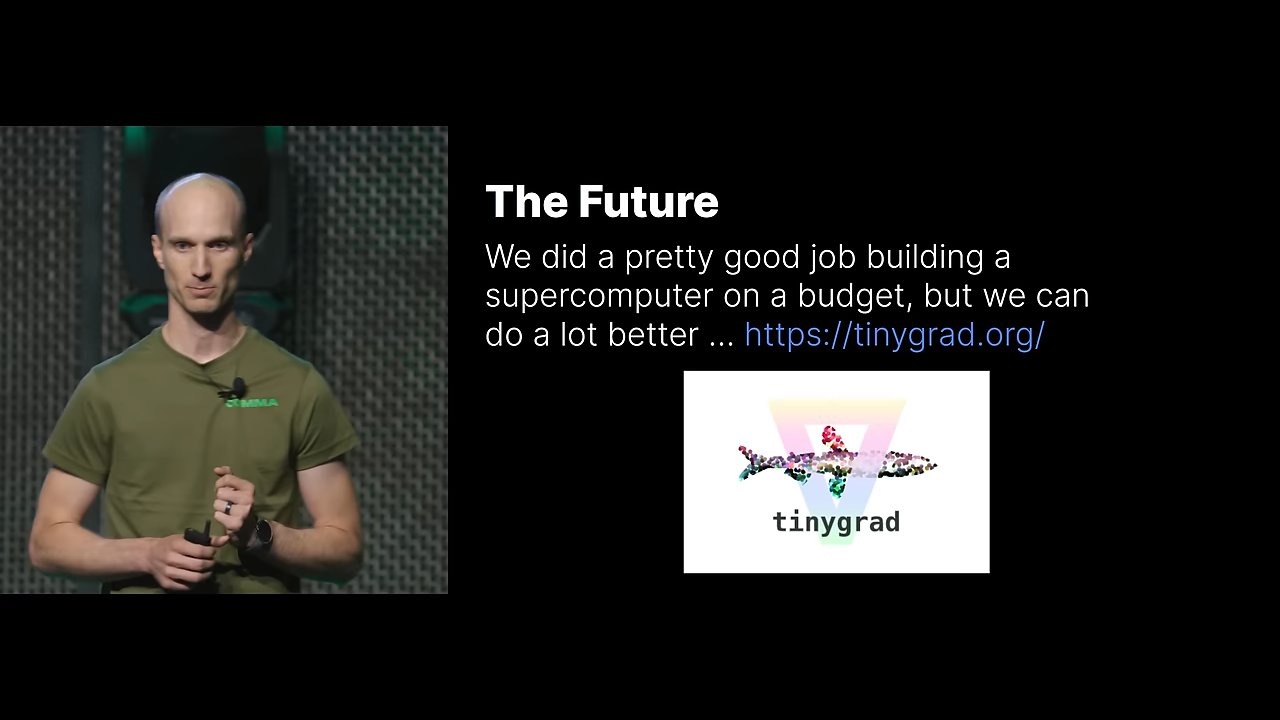 The Future
We did a pretty good job building a
supercomputer on a budget, but we can
do a lot better ... https://tinygrad.org/
COMMA
tinygrad